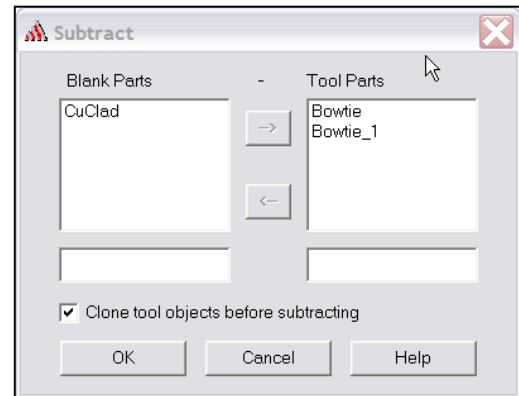 Subtract
Blank Parts - Tool Parts
CuClad
Bowtie
Bowtie_1
-->
<--
Clone tool objects before subtracting
OK Cancel Help